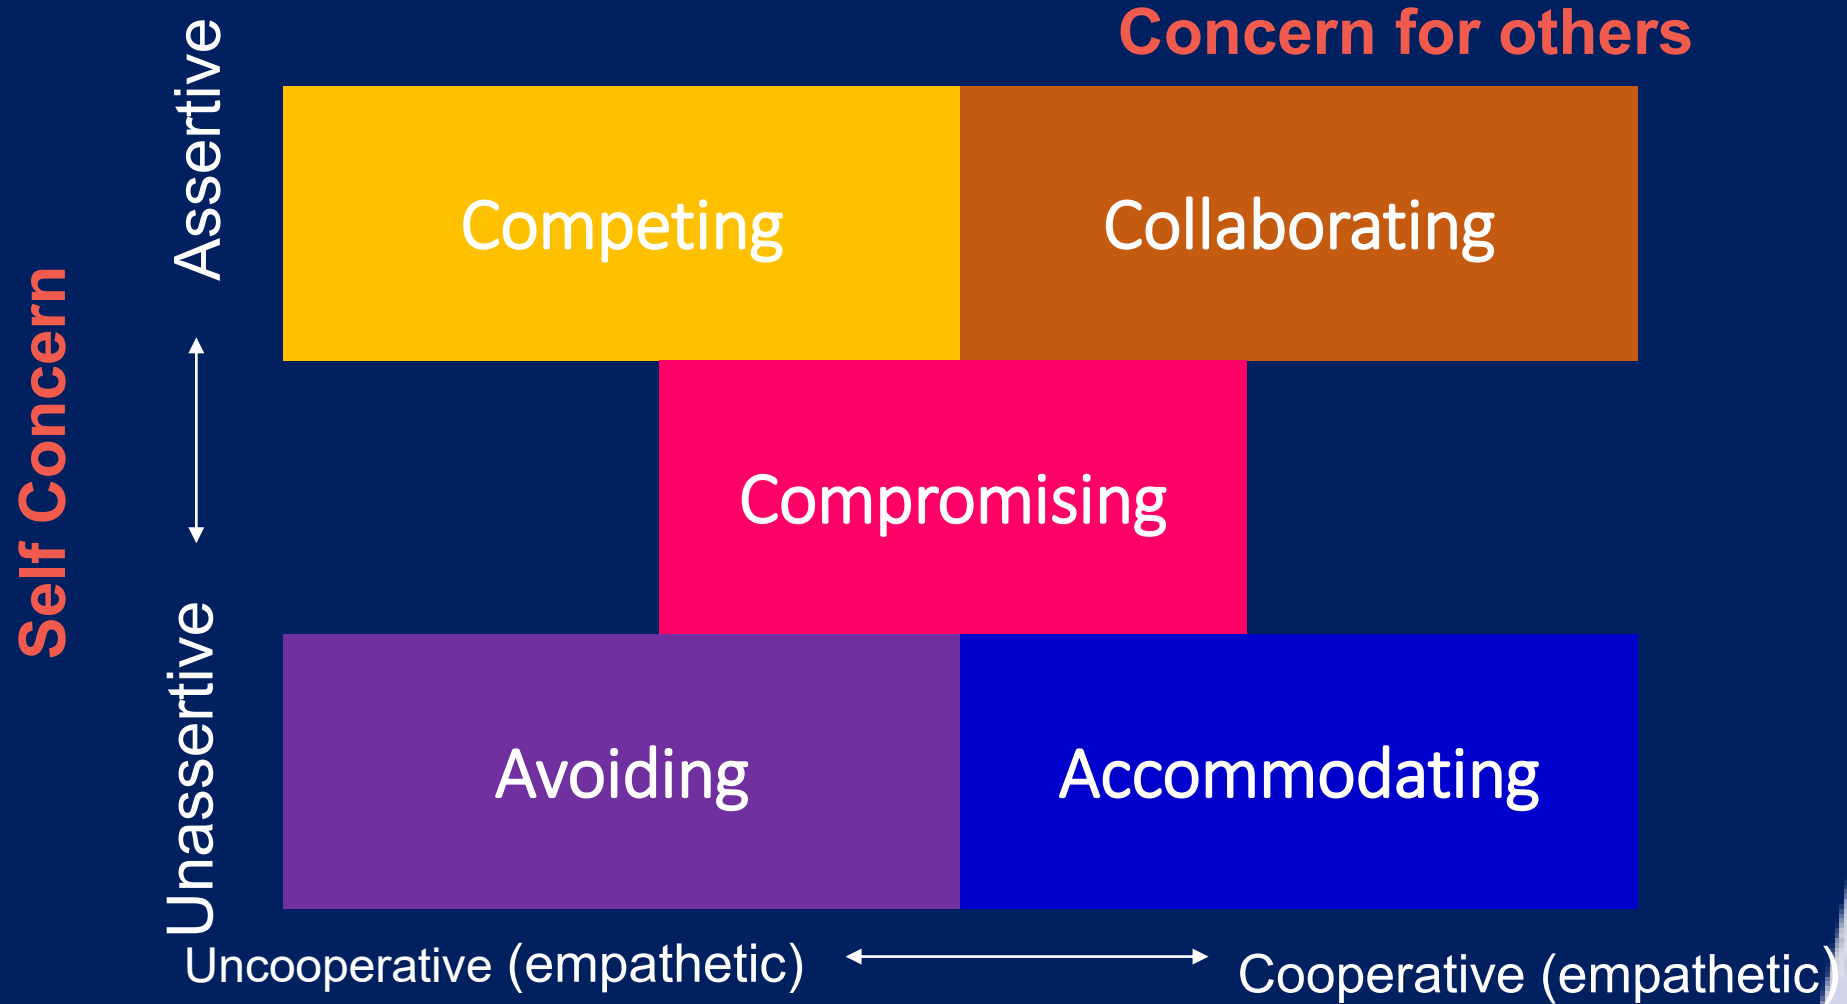 Concern for others
Self Concern
Assertive
Unassertive
Competing
Collaborating
Compromising
Avoiding
Accommodating
Uncooperative (empathetic)
Cooperative (empathetic)